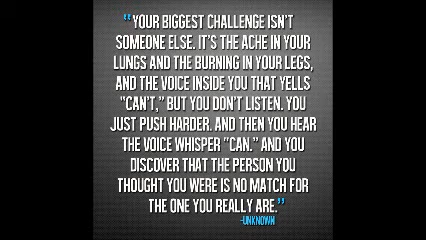 "YOUR BIGGEST CHALLENGE ISN'T
SOMEONE ELSE. IT'S THE ACHE IN YOUR
LUNGS AND THE BURNING IN YOUR LEGS,
AND THE VOICE INSIDE YOU THAT YELLS
"CAN'T," BUT YOU DON'T LISTEN. YOU
JUST PUSH HARDER. AND THEN YOU HEAR
THE VOICE WHISPER "CAN." AND YOU
DISCOVER THAT THE PERSON YOU
THOUGHT YOU WERE IS NO MATCH FOR
THE ONE YOU REALLY ARE."
-UNKNOWN